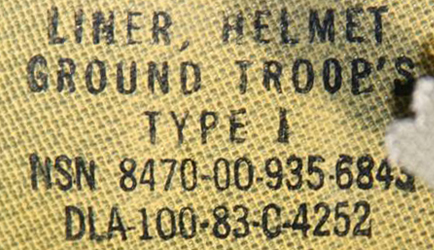 LINER, HELMET
GROUND TROOP'S
TYPE I
NSN 8470-00-935-6843
DLA-100-83-C-4252